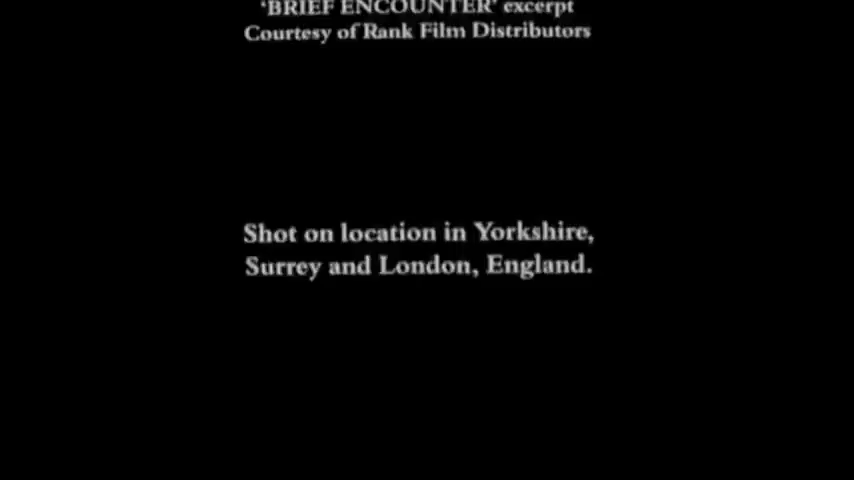 ‘BRIEF ENCOUNTER’ excerpt
Courtesy of Rank Film Distributors
Shot on location in Yorkshire,
Surrey and London, England.